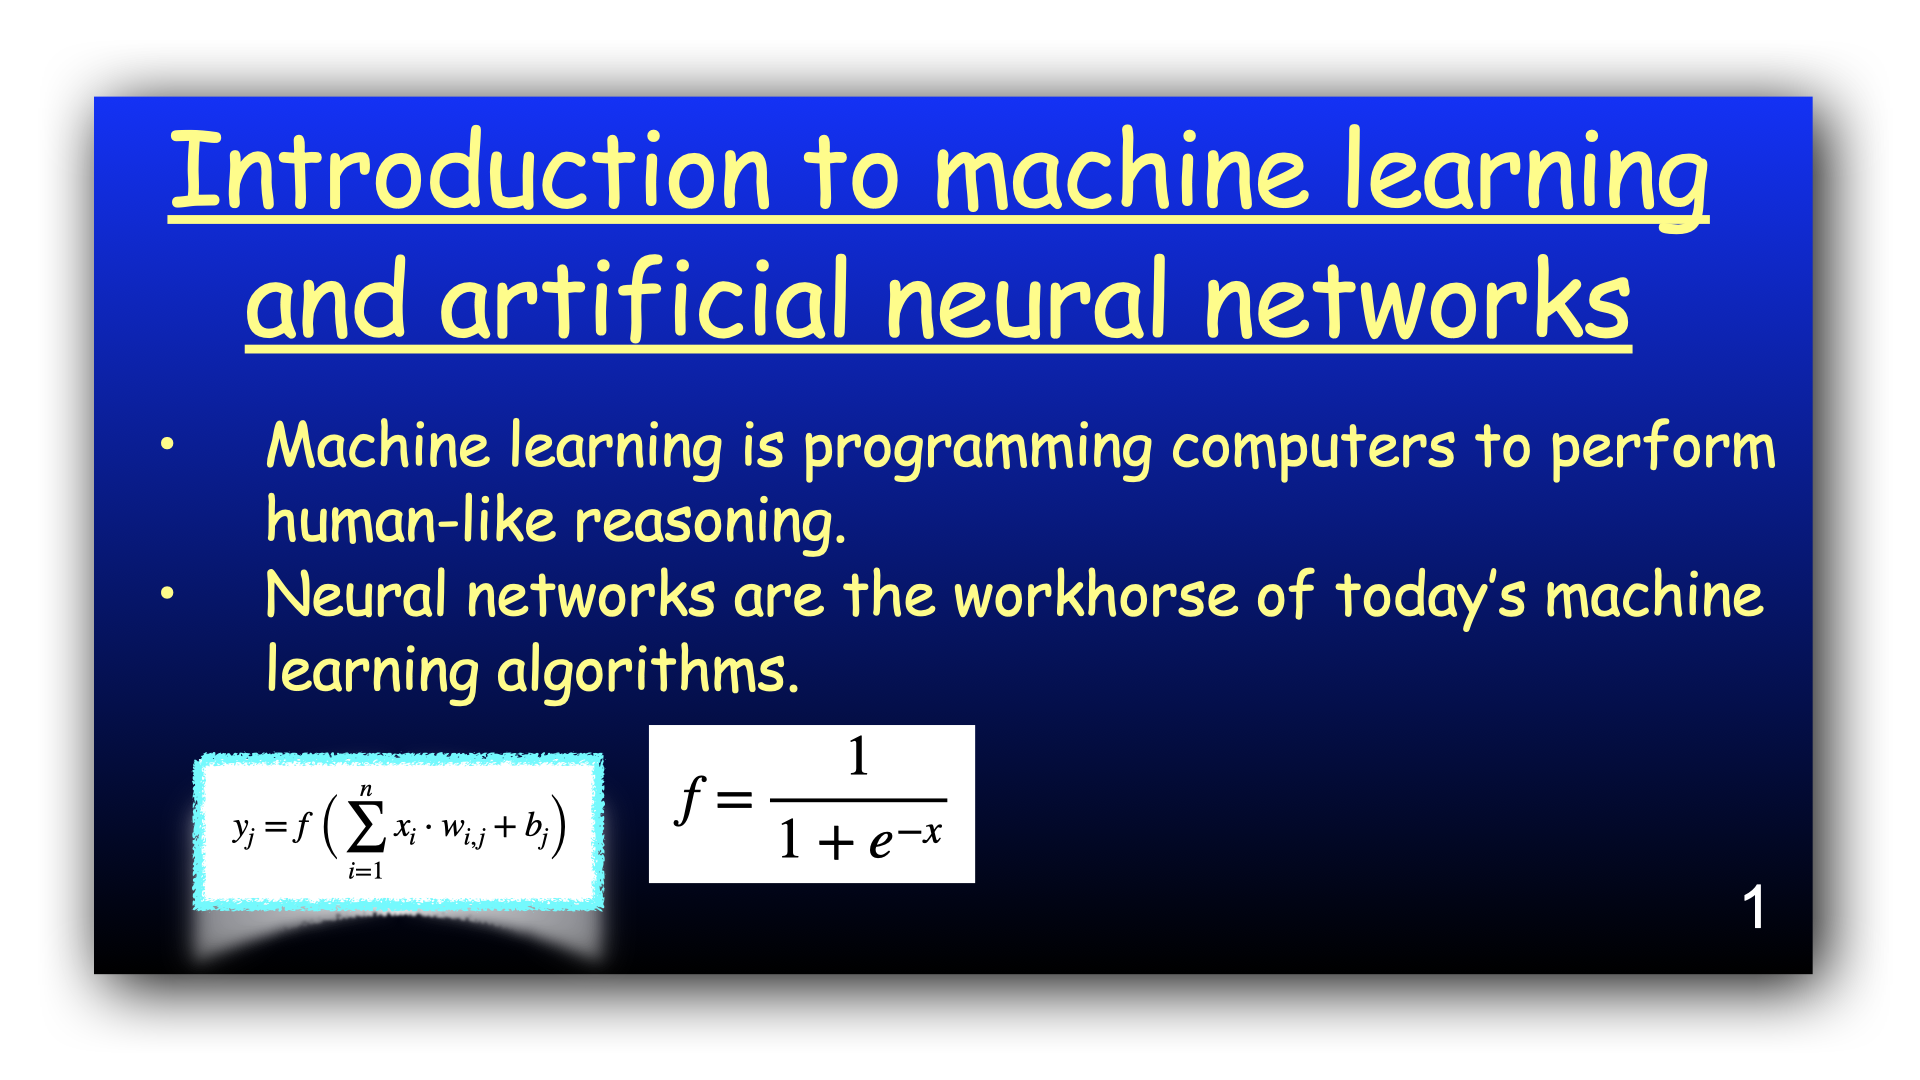 Introduction to machine learning
and artificial neural networks
• Machine learning is programming computers to perform
human-like reasoning.
• Neural networks are the workhorse of today’s machine
learning algorithms.
$y_j = f\left(\sum_{i=1}^{n} x_i \cdot w_{i,j} + b_j\right)$
$f = \frac{1}{1 + e^{-x}}$
1